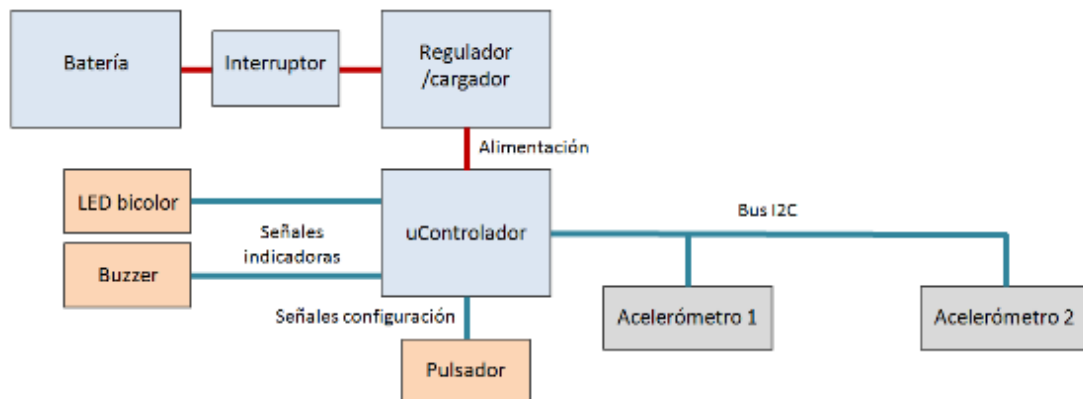 Batería
Interruptor
Regulador
/cargador
Alimentación
LED bicolor
uControlador
Bus I2C
Señales
indicadoras
Buzzer
Señales configuración
Acelerómetro 1
Acelerómetro 2
Pulsador